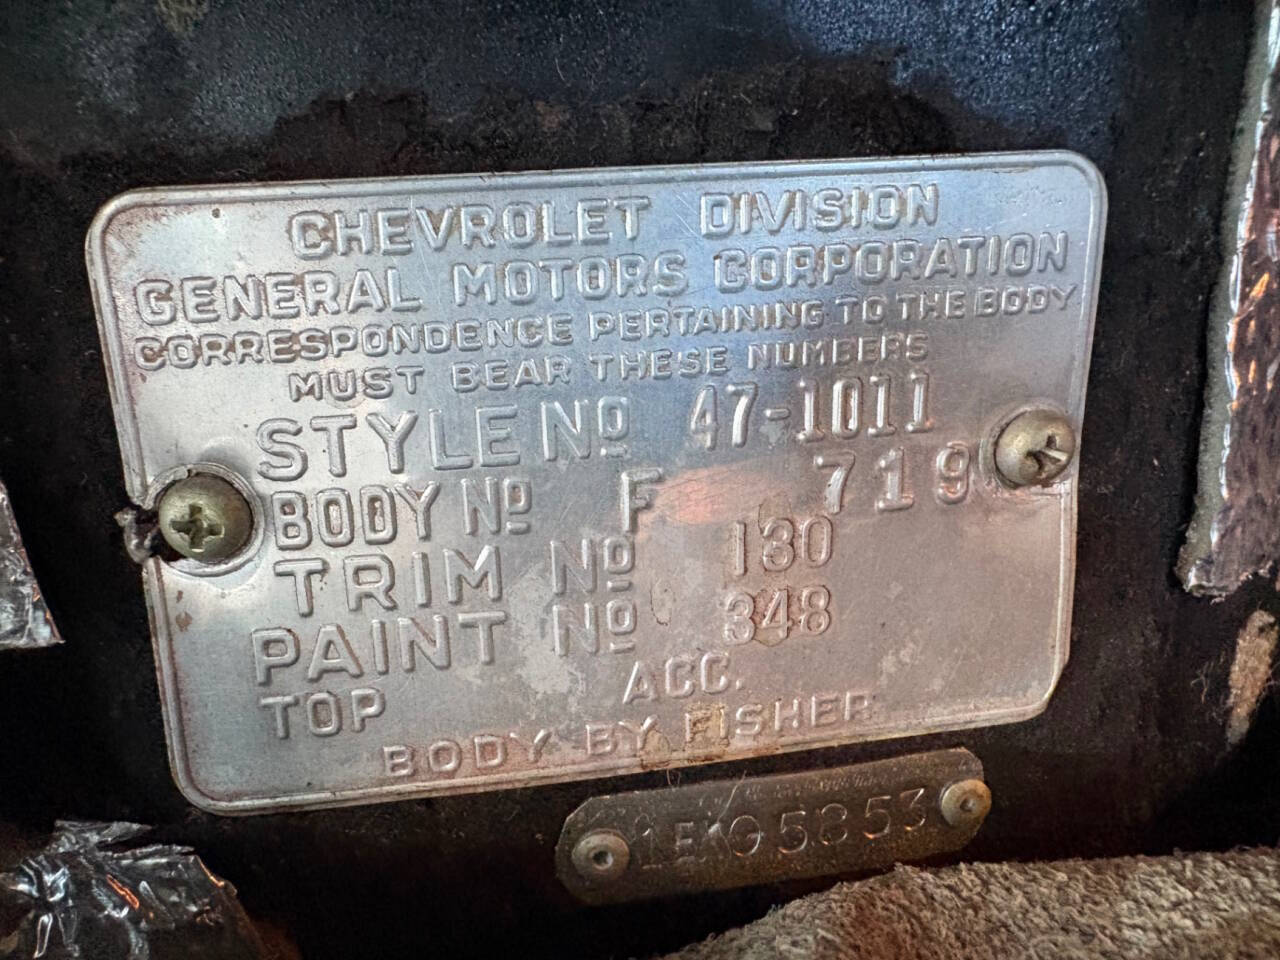 CHEVROLET DIVISION
GENERAL MOTORS CORPORATION
CORRESPONDENCE PERTAINING TO THE BODY
MUST BEAR THESE NUMBERS
STYLE Nº 47-1011
BODY Nº F 719
TRIM Nº 130
PAINT Nº 348
TOP ACC.
BODY BY FISHER
1EKG5853